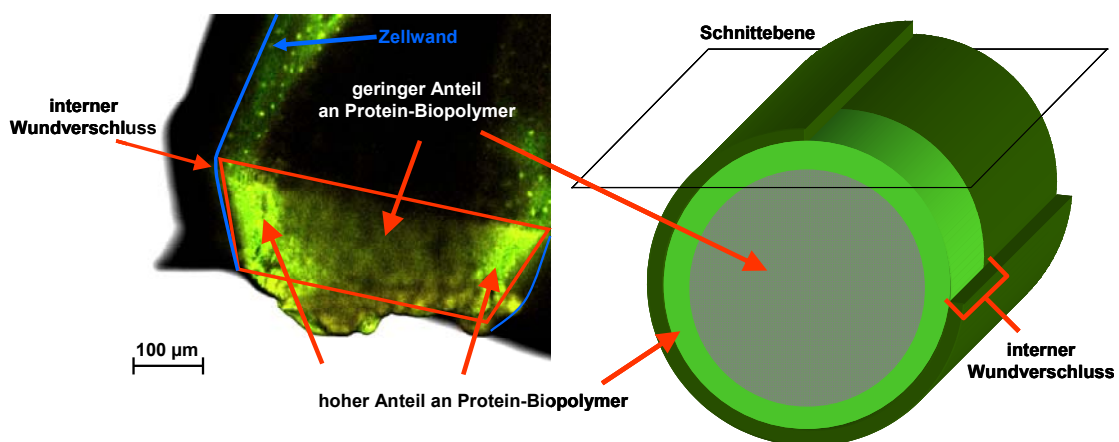 Zellwand
Schnittebene
geringer Anteil
an Protein-Biopolymer
interner
Wundverschluss
100 µm
hoher Anteil an Protein-Biopolymer
interner
Wundverschluss